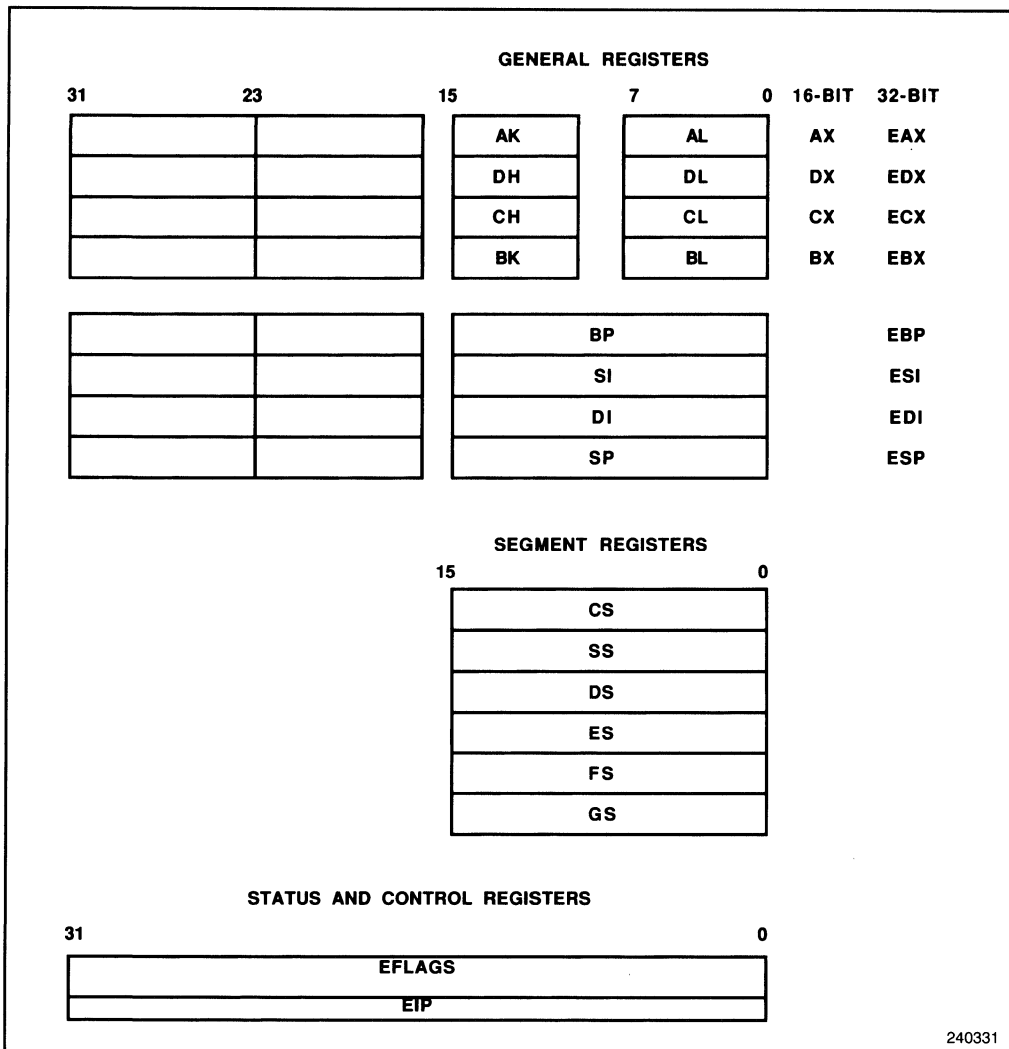 GENERAL REGISTERS
31 23 15 7 0 16-BIT 32-BIT
AK AL AX EAX
DH DL DX EDX
CH CL CX ECX
BK BL BX EBX
BP EBP
SI ESI
DI EDI
SP ESP
SEGMENT REGISTERS
15 0
CS
SS
DS
ES
FS
GS
STATUS AND CONTROL REGISTERS
31 0
EFLAGS
EIP
240331